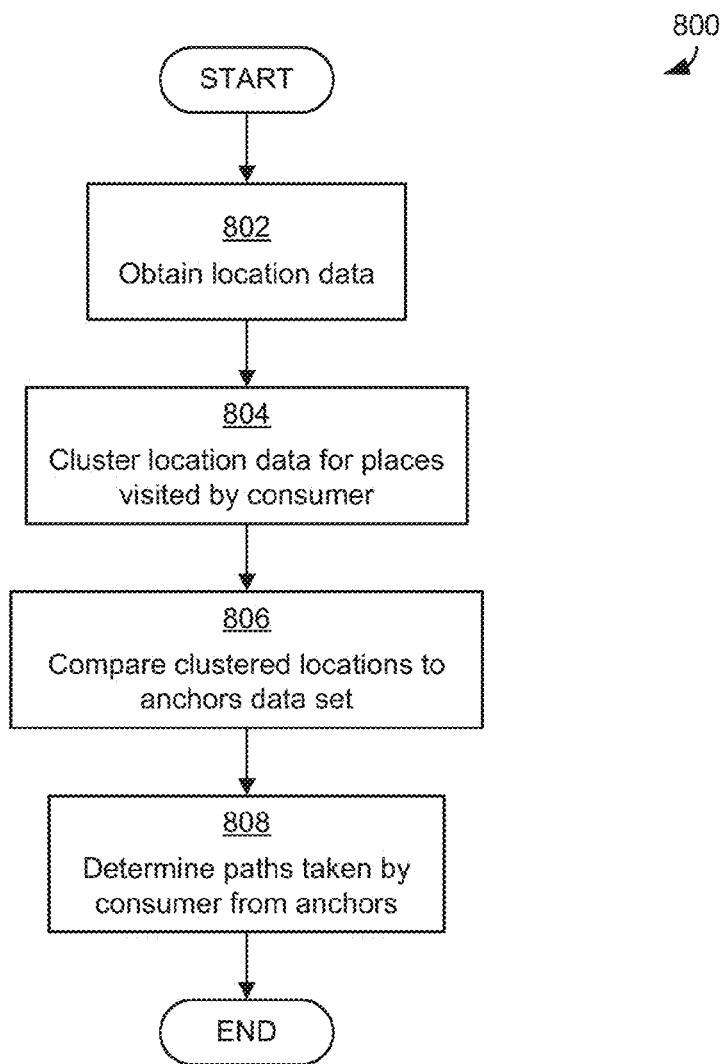 800
START
802
Obtain location data
804
Cluster location data for places
visited by consumer
806
Compare clustered locations to
anchors data set
808
Determine paths taken by
consumer from anchors
END